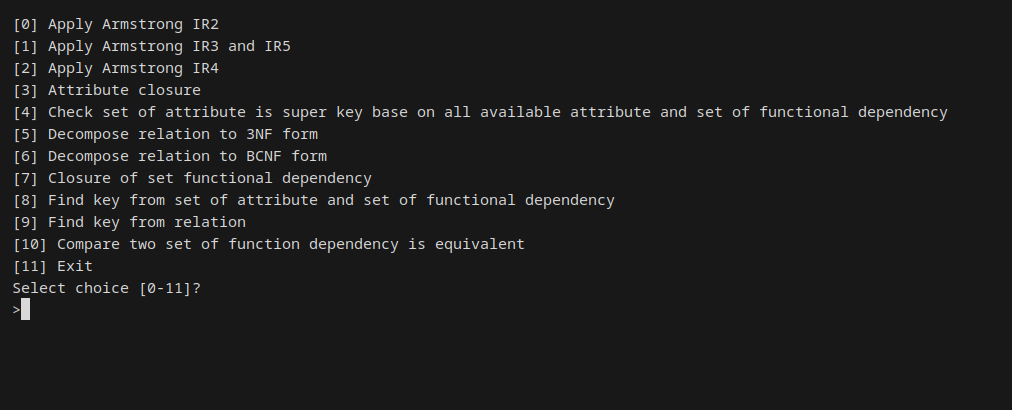 [0] Apply Armstrong IR2
[1] Apply Armstrong IR3 and IR5
[2] Apply Armstrong IR4
[3] Attribute closure
[4] Check set of attribute is super key base on all available attribute and set of functional dependency
[5] Decompose relation to 3NF form
[6] Decompose relation to BCNF form
[7] Closure of set functional dependency
[8] Find key from set of attribute and set of functional dependency
[9] Find key from relation
[10] Compare two set of function dependency is equivalent
[11] Exit
Select choice [0-11]?
>